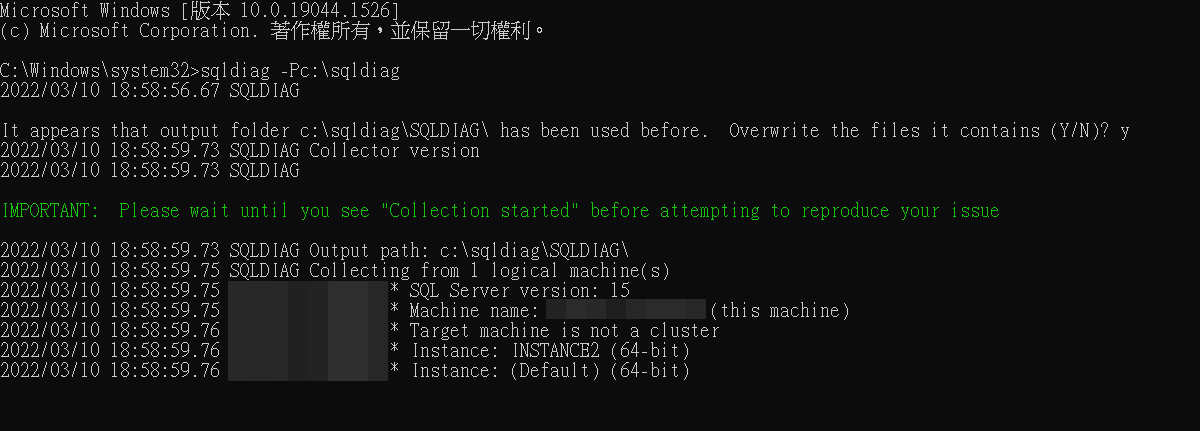 Microsoft Windows [版本 10.0.19044.1526]
(c) Microsoft Corporation. 著作權所有，並保留一切權利。
C:\Windows\system32>sqldiag -Pc:\sqldiag
2022/03/10 18:58:56.67 SQLDIAG
It appears that output folder c:\sqldiag\SQLDIAG\ has been used before.  Overwrite the files it contains (Y/N)? y
2022/03/10 18:58:59.73 SQLDIAG Collector version
2022/03/10 18:58:59.73 SQLDIAG
IMPORTANT:  Please wait until you see "Collection started" before attempting to reproduce your issue
2022/03/10 18:58:59.73 SQLDIAG Output path: c:\sqldiag\SQLDIAG\
2022/03/10 18:58:59.75 SQLDIAG Collecting from 1 logical machine(s)
2022/03/10 18:58:59.75 * SQL Server version: 15
2022/03/10 18:58:59.75 * Machine name: (this machine)
2022/03/10 18:58:59.76 * Target machine is not a cluster
2022/03/10 18:58:59.76 * Instance: INSTANCE2 (64-bit)
2022/03/10 18:58:59.76 * Instance: (Default) (64-bit)